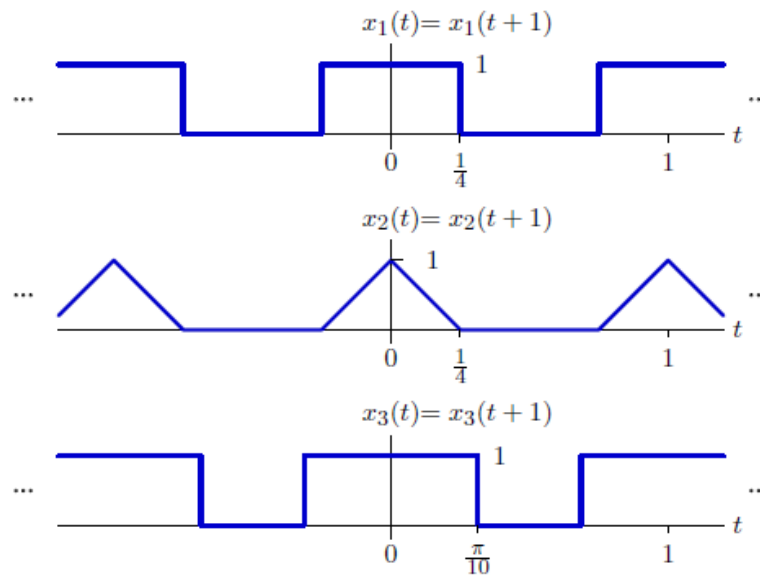 x₁(t)= x₁(t + 1)
1
... ...
t
0 1/4 1
x₂(t)= x₂(t + 1)
1
... ...
t
0 1/4 1
x₃(t)= x₃(t + 1)
1
... ...
t
0 π/10 1